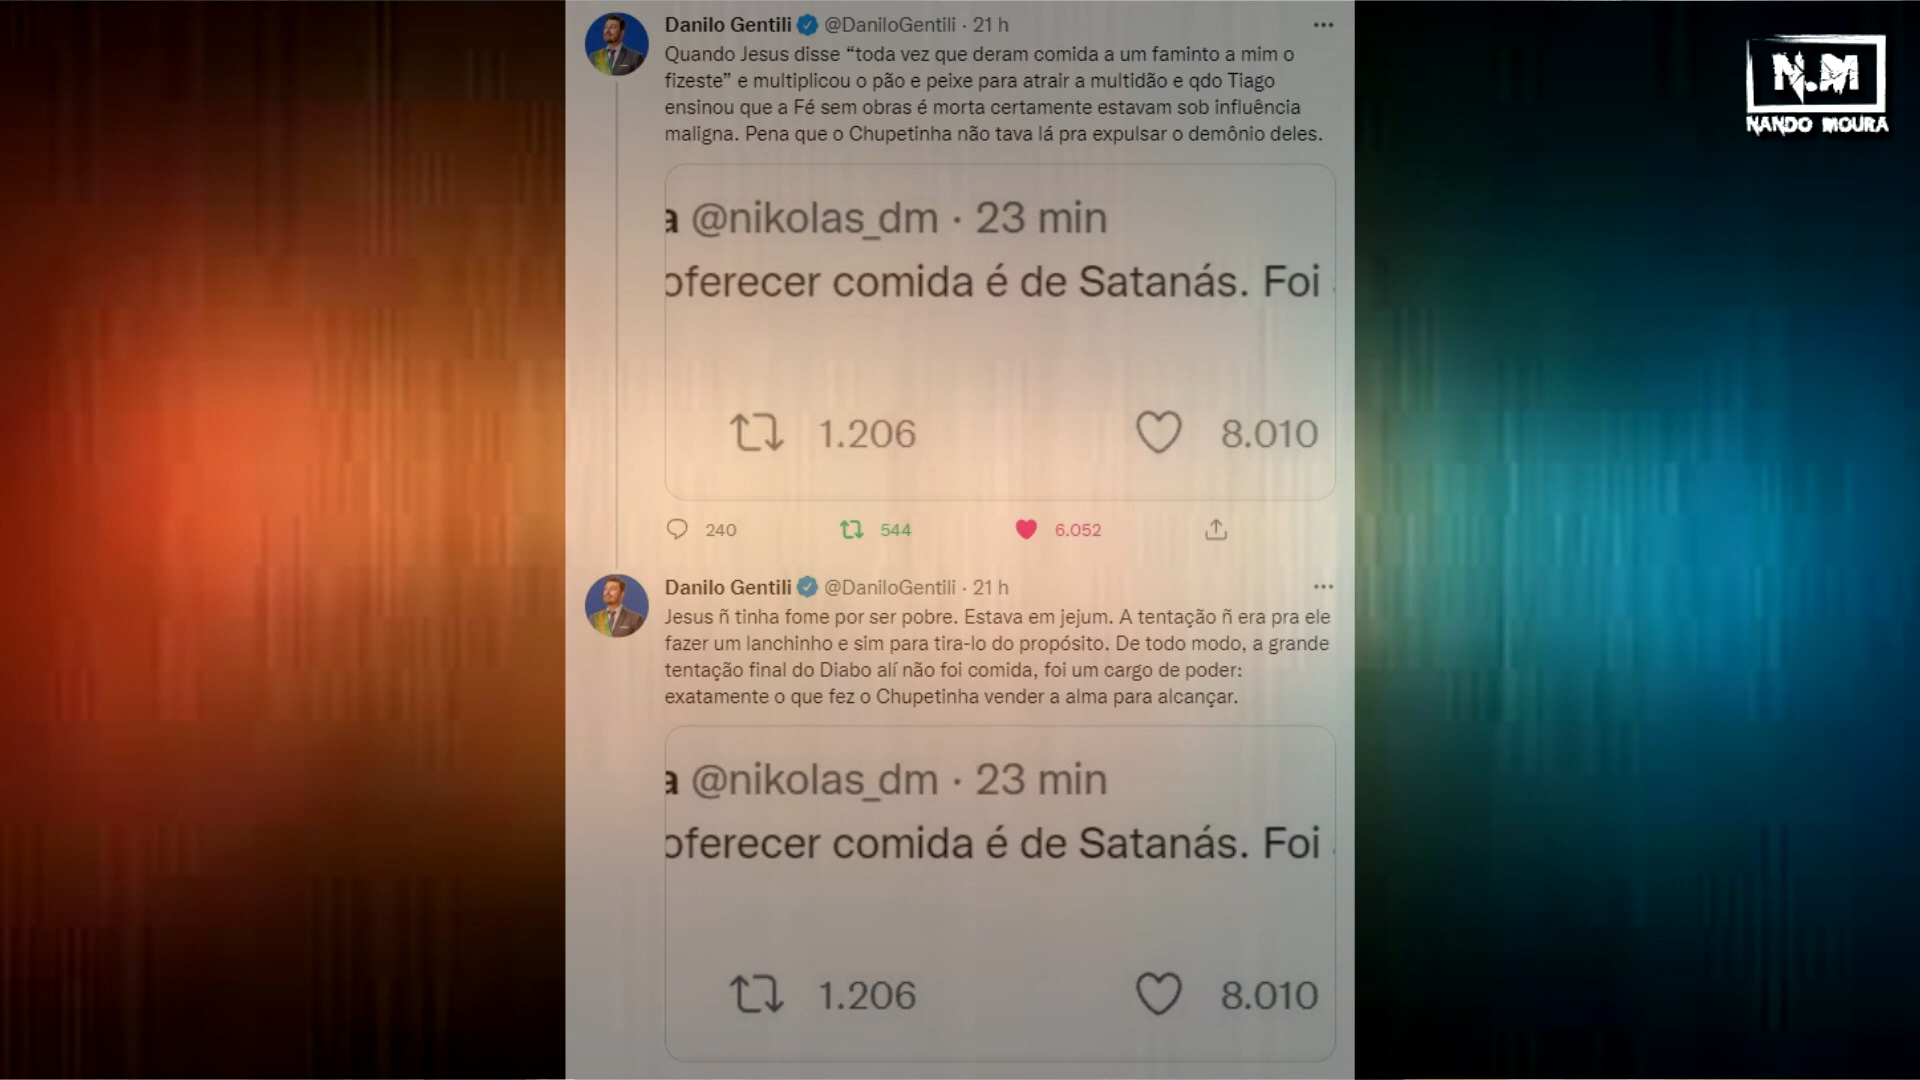 Danilo Gentili @DaniloGentili · 21 h
Quando Jesus disse “toda vez que deram comida a um faminto a mim o
fizeste” e multiplicou o pão e peixe para atrair a multidão e qdo Tiago
ensinou que a Fé sem obras é morta certamente estavam sob influência
maligna. Pena que o Chupetinha não tava lá pra expulsar o demônio deles.
a @nikolas_dm · 23 min
oferecer comida é de Satanás. Foi
1.206 8.010
240 544 6.052
Danilo Gentili @DaniloGentili · 21 h
Jesus ñ tinha fome por ser pobre. Estava em jejum. A tentação ñ era pra ele
fazer um lanchinho e sim para tira-lo do propósito. De todo modo, a grande
tentação final do Diabo alí não foi comida, foi um cargo de poder:
exatamente o que fez o Chupetinha vender a alma para alcançar.
a @nikolas_dm · 23 min
oferecer comida é de Satanás. Foi
1.206 8.010
N.M
NANDO MOURA